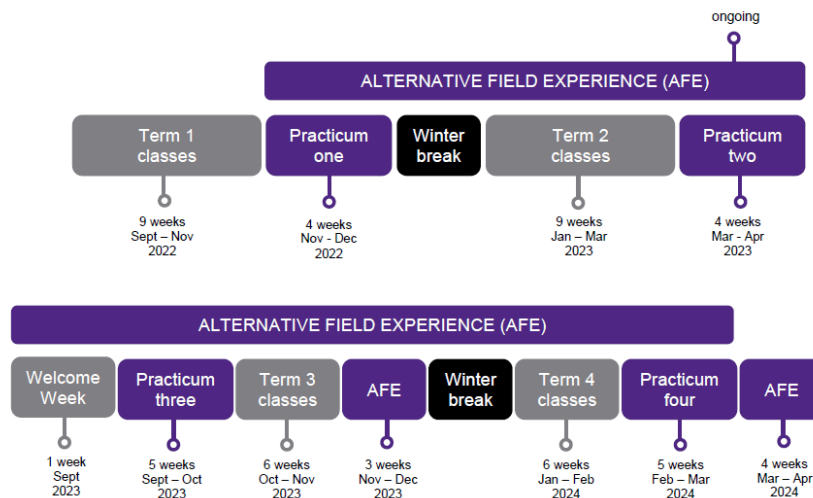 ongoing
ALTERNATIVE FIELD EXPERIENCE (AFE)
Term 1
classes
Practicum
one
Winter
break
Term 2
classes
Practicum
two
9 weeks
Sept – Nov
2022
4 weeks
Nov - Dec
2022
9 weeks
Jan – Mar
2023
4 weeks
Mar - Apr
2023
ALTERNATIVE FIELD EXPERIENCE (AFE)
Welcome
Week
Practicum
three
Term 3
classes
AFE
Winter
break
Term 4
classes
Practicum
four
AFE
1 week
Sept
2023
5 weeks
Sept – Oct
2023
6 weeks
Oct – Nov
2023
3 weeks
Nov – Dec
2023
6 weeks
Jan – Feb
2024
5 weeks
Feb – Mar
2024
4 weeks
Mar – Apr
2024